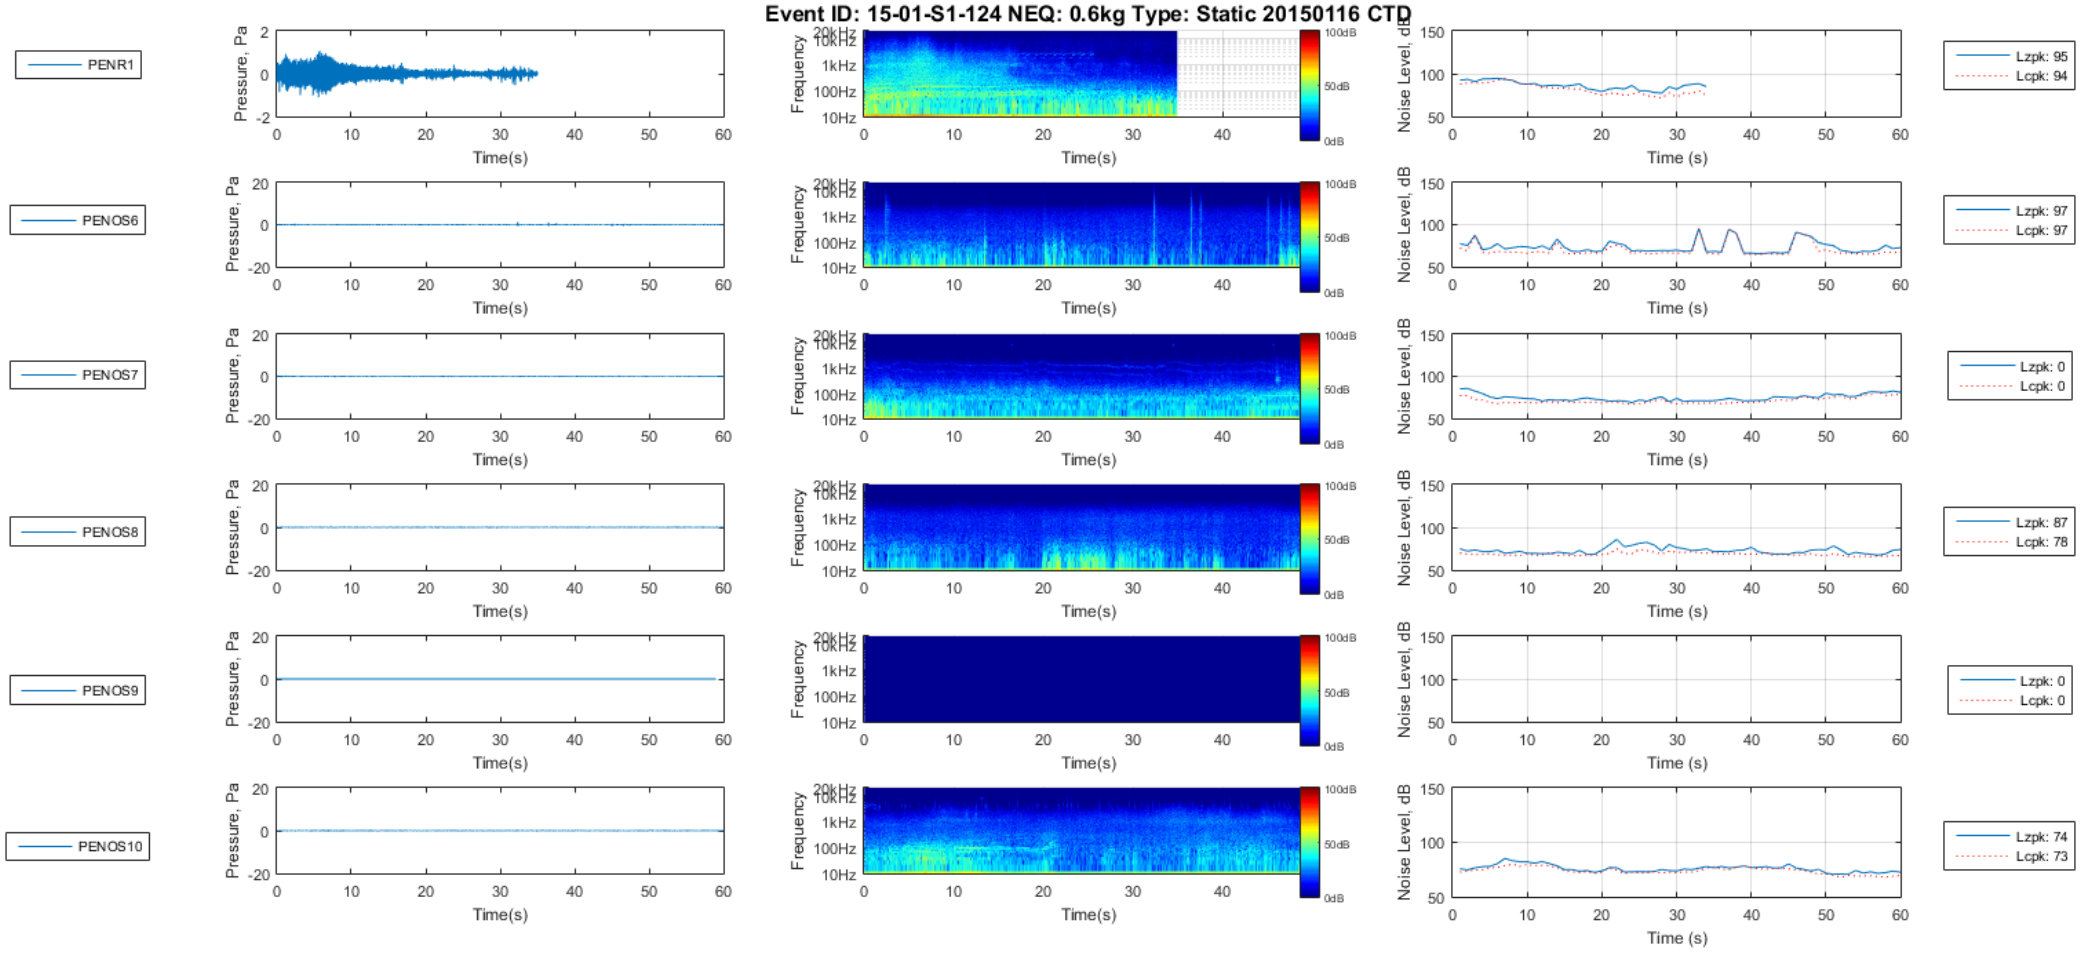 Event ID: 15-01-S1-124 NEQ: 0.6kg Type: Static 20150116 CTD
PENR1
Pressure, Pa
2
0
-2
0 10 20 30 40 50 60
Time(s)
Frequency
20kHz
10kHz
1kHz
100Hz
10Hz
0 10 20 30 40
Time(s)
100dB
50dB
0dB
Noise Level, dB
150
100
50
0 10 20 30 40 50 60
Time (s)
Lzpk: 95
Lcpk: 94
PENOS6
Pressure, Pa
20
0
-20
0 10 20 30 40 50 60
Time(s)
Frequency
20kHz
10kHz
1kHz
100Hz
10Hz
0 10 20 30 40
Time(s)
100dB
50dB
0dB
Noise Level, dB
150
100
50
0 10 20 30 40 50 60
Time (s)
Lzpk: 97
Lcpk: 97
PENOS7
Pressure, Pa
20
0
-20
0 10 20 30 40 50 60
Time(s)
Frequency
20kHz
10kHz
1kHz
100Hz
10Hz
0 10 20 30 40
Time(s)
100dB
50dB
0dB
Noise Level, dB
150
100
50
0 10 20 30 40 50 60
Time (s)
Lzpk: 0
Lcpk: 0
PENOS8
Pressure, Pa
20
0
-20
0 10 20 30 40 50 60
Time(s)
Frequency
20kHz
10kHz
1kHz
100Hz
10Hz
0 10 20 30 40
Time(s)
100dB
50dB
0dB
Noise Level, dB
150
100
50
0 10 20 30 40 50 60
Time (s)
Lzpk: 87
Lcpk: 78
PENOS9
Pressure, Pa
20
0
-20
0 10 20 30 40 50 60
Time(s)
Frequency
20kHz
10kHz
1kHz
100Hz
10Hz
0 10 20 30 40
Time(s)
100dB
50dB
0dB
Noise Level, dB
150
100
50
0 10 20 30 40 50 60
Time (s)
Lzpk: 0
Lcpk: 0
PENOS10
Pressure, Pa
20
0
-20
0 10 20 30 40 50 60
Time(s)
Frequency
20kHz
10kHz
1kHz
100Hz
10Hz
0 10 20 30 40
Time(s)
100dB
50dB
0dB
Noise Level, dB
150
100
50
0 10 20 30 40 50 60
Time (s)
Lzpk: 74
Lcpk: 73